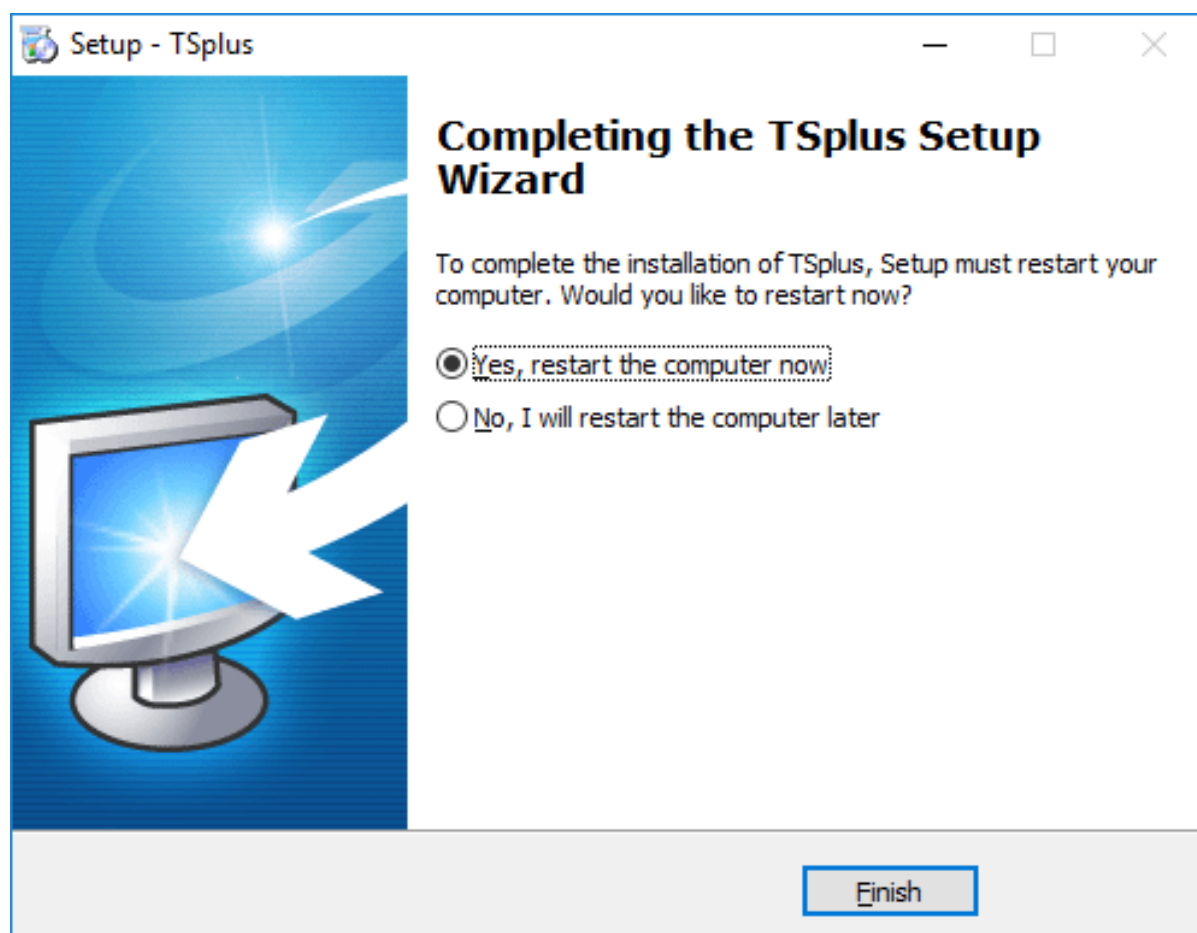 Setup - TSplus
Completing the TSplus Setup
Wizard
To complete the installation of TSplus, Setup must restart your
computer. Would you like to restart now?
Yes, restart the computer now
No, I will restart the computer later
Finish